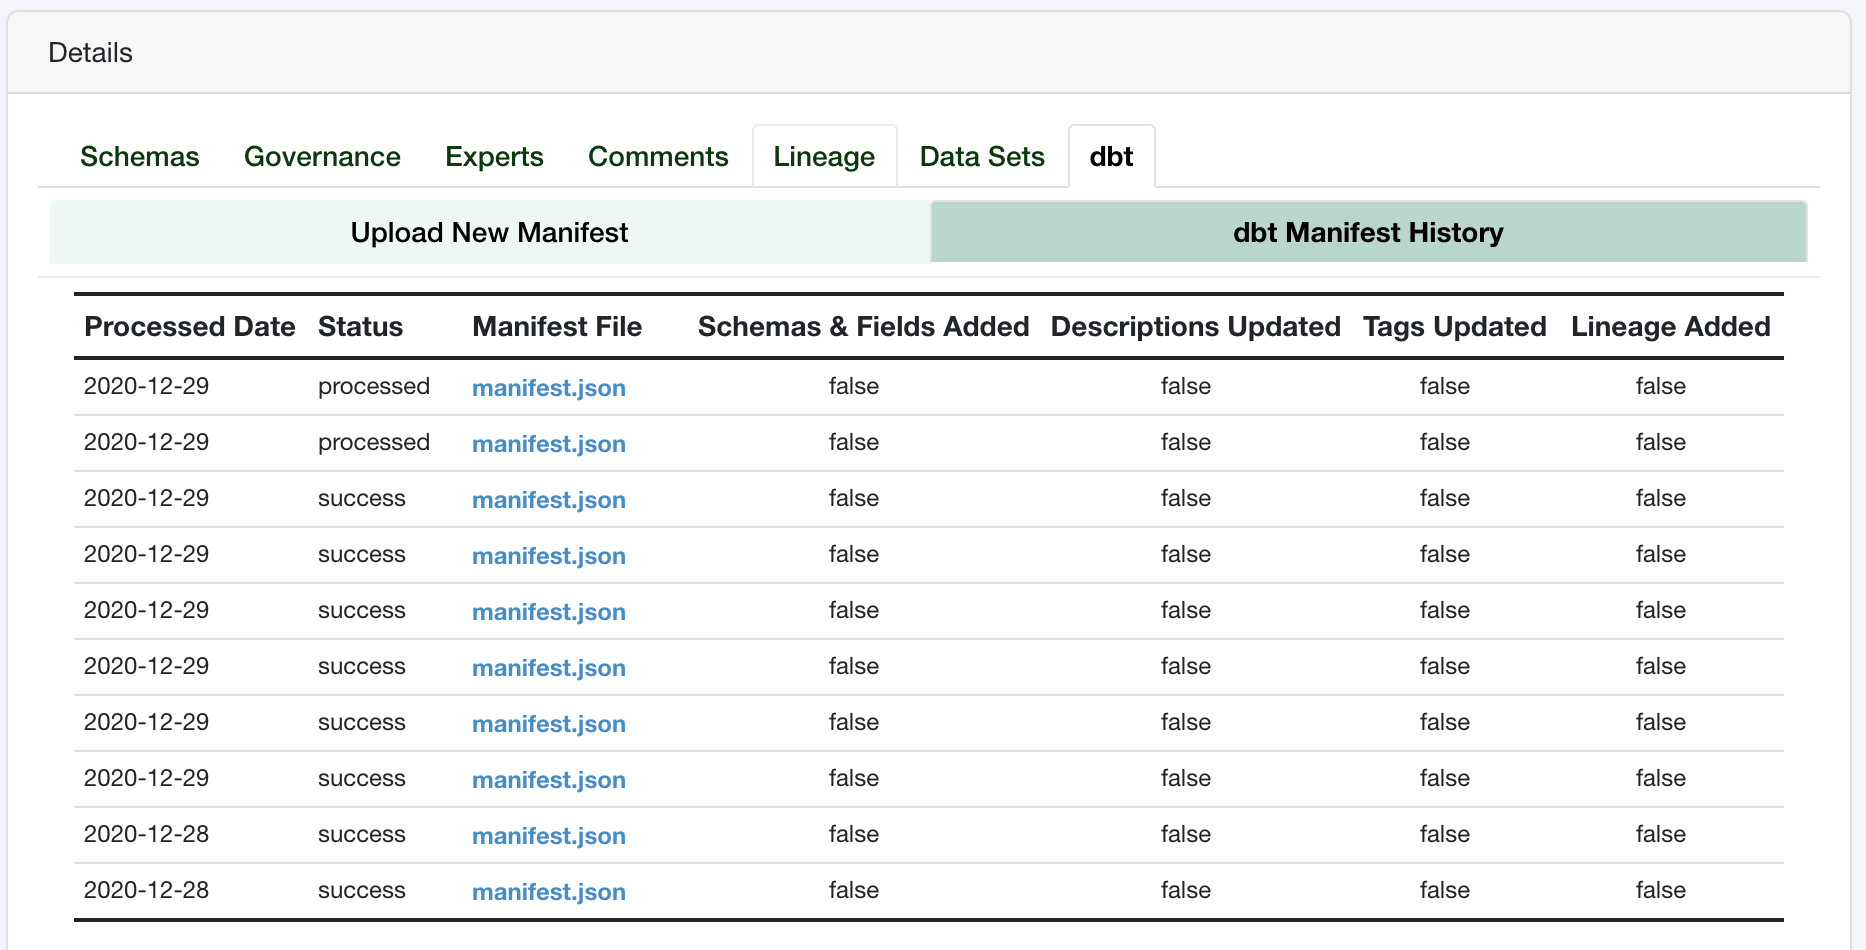 Details
Schemas Governance Experts Comments Lineage Data Sets dbt
Upload New Manifest dbt Manifest History
Processed Date Status Manifest File Schemas & Fields Added Descriptions Updated Tags Updated Lineage Added
2020-12-29 processed manifest.json false false false false
2020-12-29 processed manifest.json false false false false
2020-12-29 success manifest.json false false false false
2020-12-29 success manifest.json false false false false
2020-12-29 success manifest.json false false false false
2020-12-29 success manifest.json false false false false
2020-12-29 success manifest.json false false false false
2020-12-29 success manifest.json false false false false
2020-12-28 success manifest.json false false false false
2020-12-28 success manifest.json false false false false